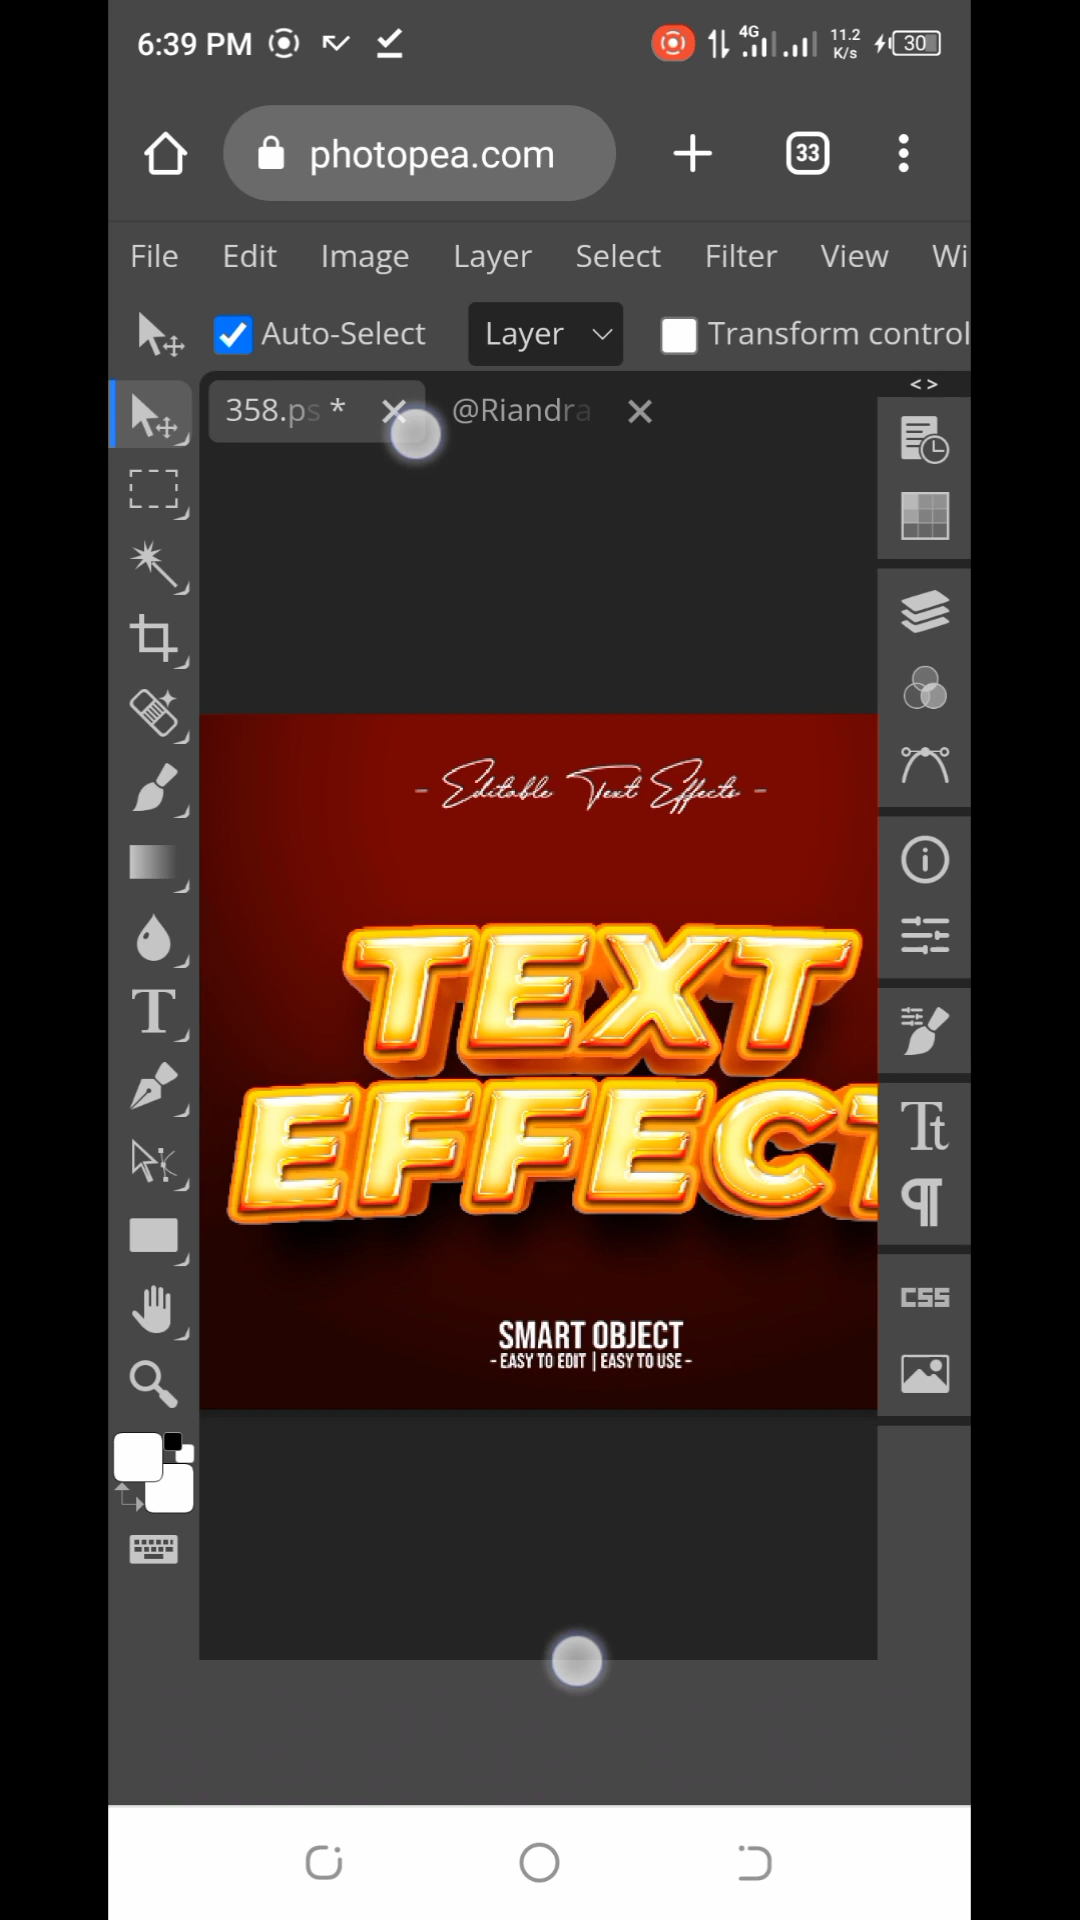 6:39 PM 4G 11.2 K/s 30
photopea.com 33
File Edit Image Layer Select Filter View Wi
Auto-Select Layer Transform control
358.ps * @Riandra
< >
- Editable Text Effects -
TEXT
EFFECT
SMART OBJECT
- EASY TO EDIT | EASY TO USE -
T
Tt
¶
CSS